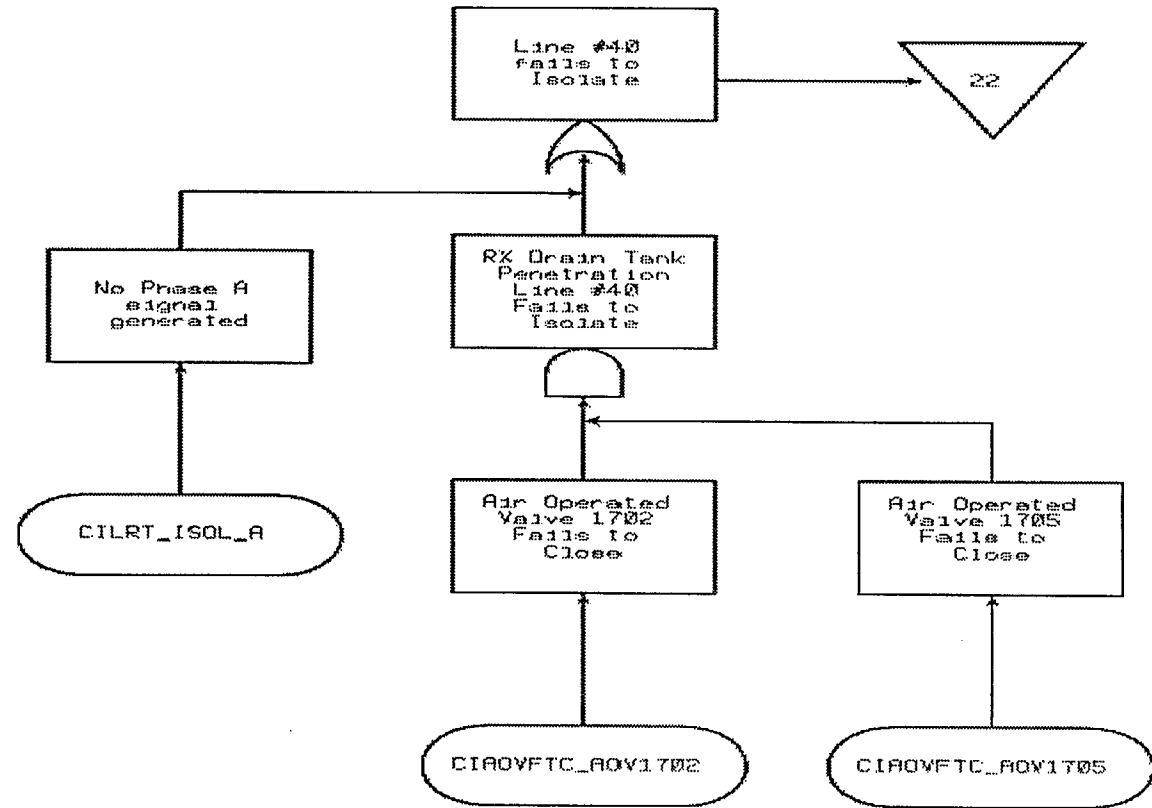 Line #40
fails to
Isolate
22
No Phase A
signal
generated
RX Drain Tank
Penetration
Line #40
Fails to
Isolate
CILRT_ISOL_A
Air Operated
Valve 1702
Fails to
Close
Air Operated
Valve 1705
Fails to
Close
CIAOVFTC_AOV1702
CIAOVFTC_AOV1705